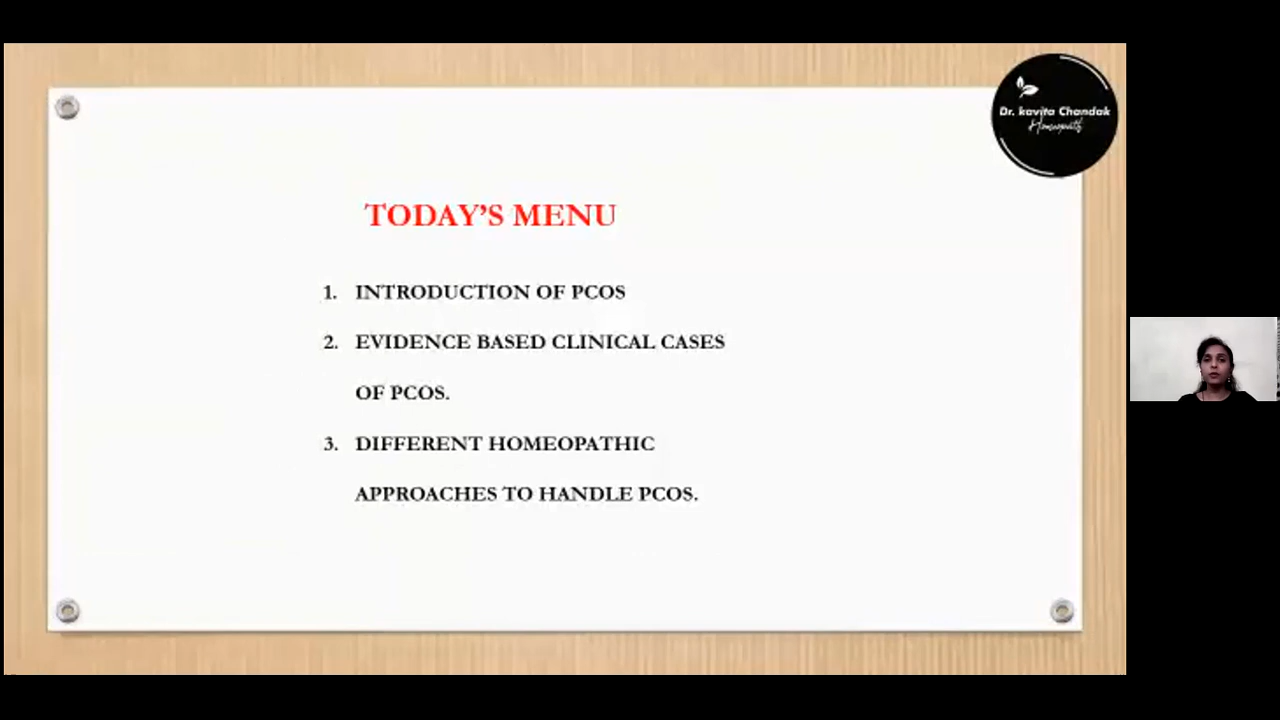 Dr. kavita Chandak
Homeopath
TODAY'S MENU
1. INTRODUCTION OF PCOS
2. EVIDENCE BASED CLINICAL CASES
OF PCOS.
3. DIFFERENT HOMEOPATHIC
APPROACHES TO HANDLE PCOS.